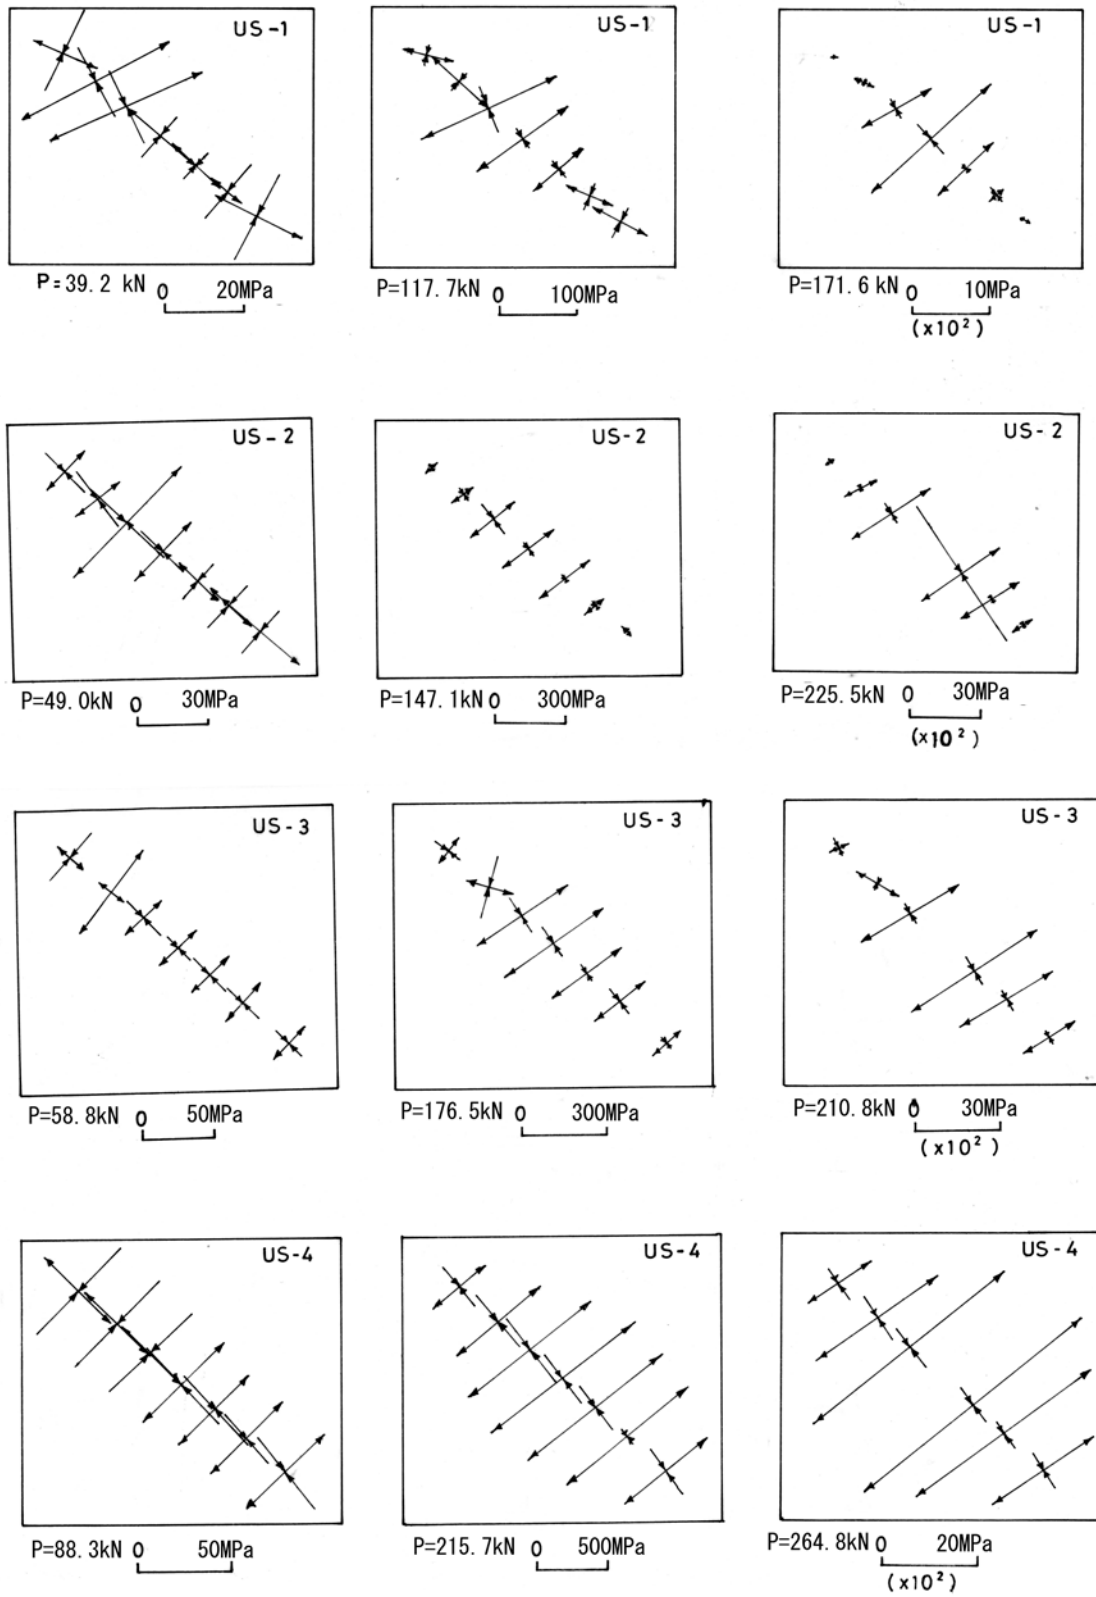 US-1
P=39.2 kN 0 20MPa
US-1
P=117.7kN 0 100MPa
US-1
P=171.6 kN 0 10MPa
(x10²)
US-2
P=49.0kN 0 30MPa
US-2
P=147.1kN 0 300MPa
US-2
P=225.5kN 0 30MPa
(x10²)
US-3
P=58.8kN 0 50MPa
US-3
P=176.5kN 0 300MPa
US-3
P=210.8kN 0 30MPa
(x10²)
US-4
P=88.3kN 0 50MPa
US-4
P=215.7kN 0 500MPa
US-4
P=264.8kN 0 20MPa
(x10²)